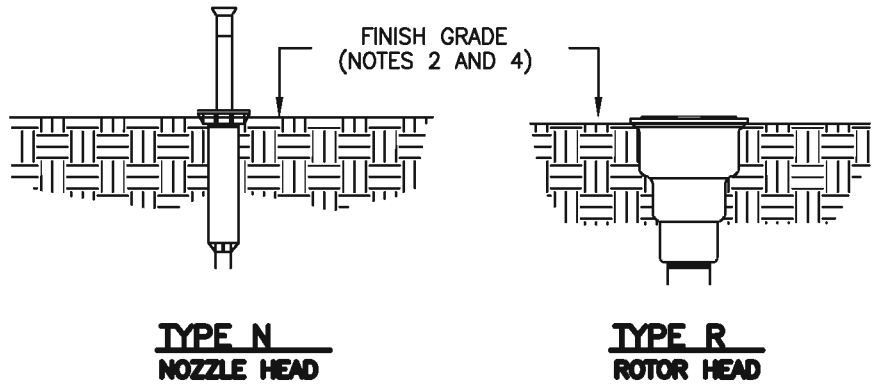 FINISH GRADE
(NOTES 2 AND 4)
TYPE N
NOZZLE HEAD
TYPE R
ROTOR HEAD